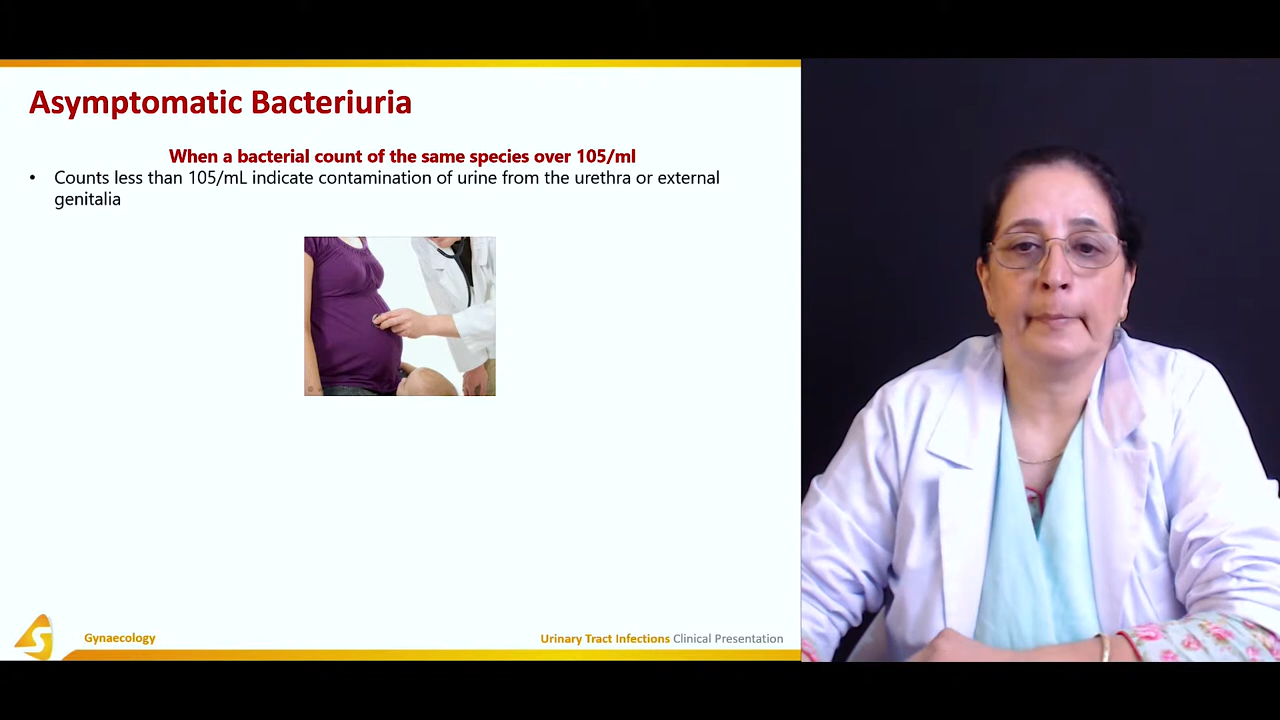 Asymptomatic Bacteriuria
When a bacterial count of the same species over 105/ml
• Counts less than 105/mL indicate contamination of urine from the urethra or external
genitalia
S
Gynaecology
Urinary Tract Infections Clinical Presentation